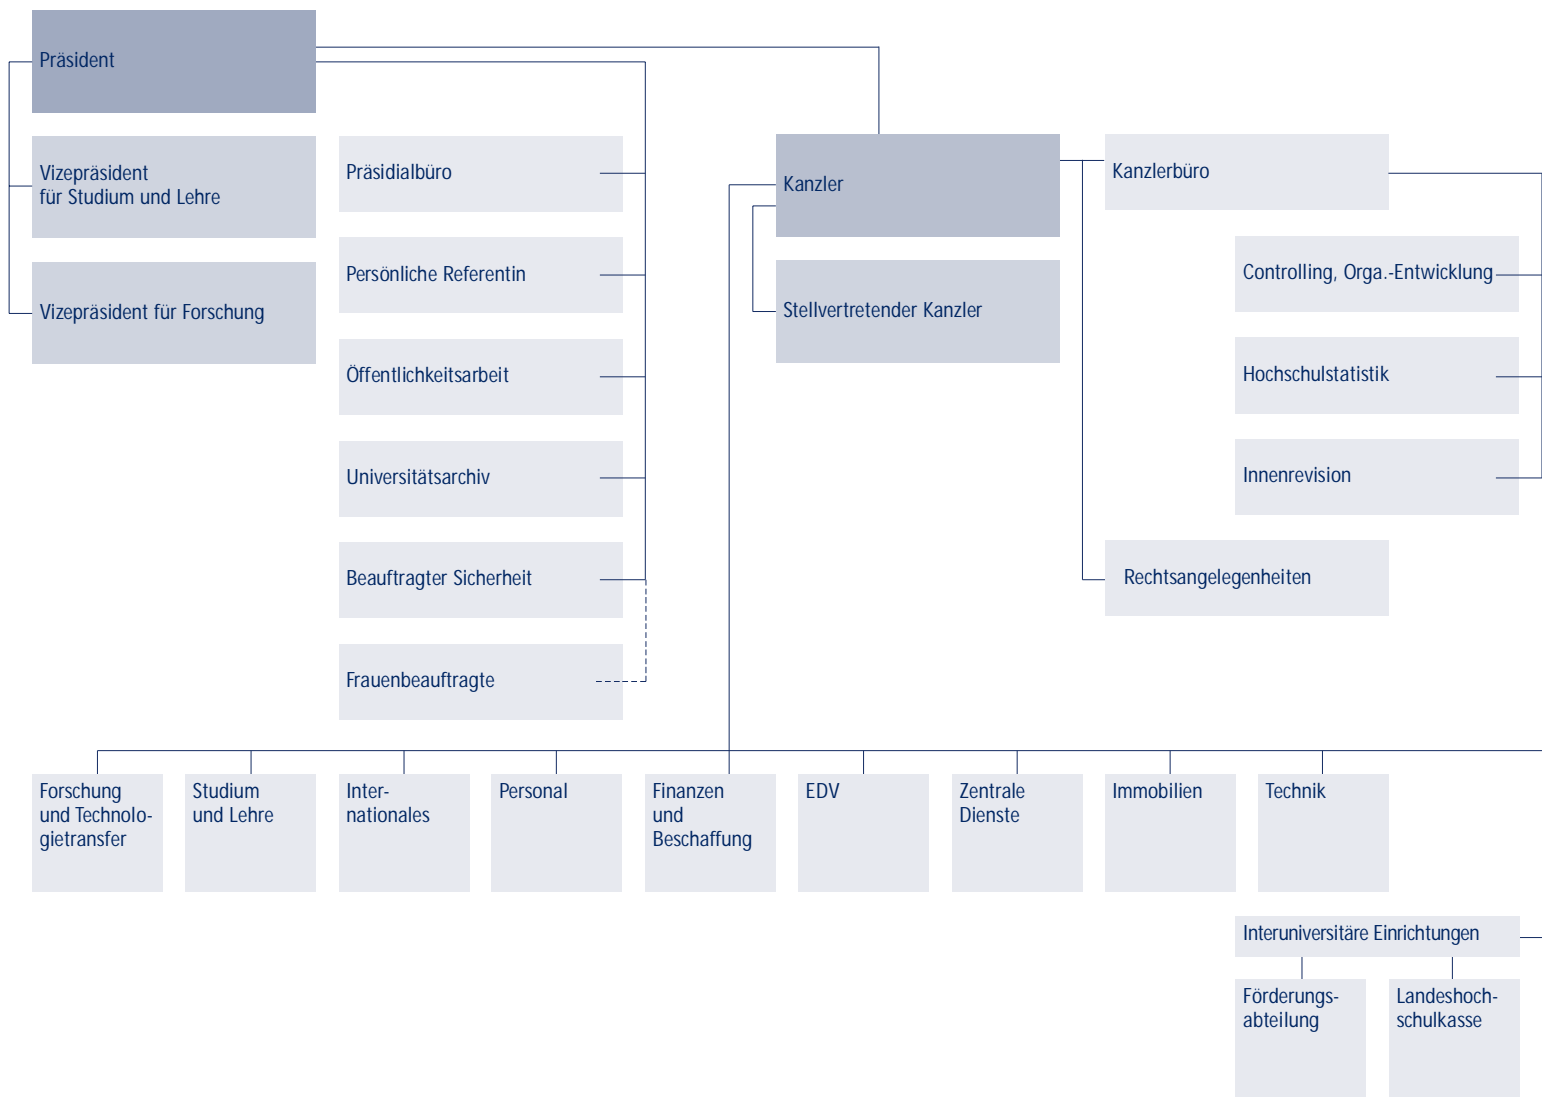 Präsident
Vizepräsident
für Studium und Lehre
Vizepräsident für Forschung
Präsidialbüro
Persönliche Referentin
Öffentlichkeitsarbeit
Universitätsarchiv
Beauftragter Sicherheit
Frauenbeauftragte
Kanzler
Stellvertretender Kanzler
Kanzlerbüro
Controlling, Orga.-Entwicklung
Hochschulstatistik
Innenrevision
Rechtsangelegenheiten
Forschung
und Technolo-
gietransfer
Studium
und Lehre
Inter-
nationales
Personal
Finanzen
und
Beschaffung
EDV
Zentrale
Dienste
Immobilien
Technik
Interuniversitäre Einrichtungen
Förderungs-
abteilung
Landeshoch-
schulkasse